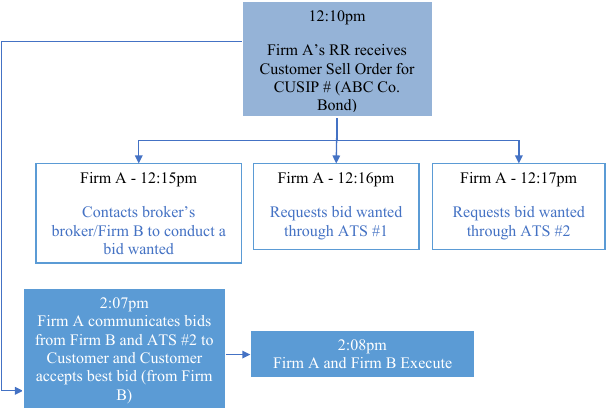 12:10pm
Firm A’s RR receives
Customer Sell Order for
CUSIP # (ABC Co.
Bond)
Firm A - 12:15pm
Contacts broker’s
broker/Firm B to conduct a
bid wanted
Firm A - 12:16pm
Requests bid wanted
through ATS #1
Firm A - 12:17pm
Requests bid wanted
through ATS #2
2:07pm
Firm A communicates bids
from Firm B and ATS #2 to
Customer and Customer
accepts best bid (from Firm
B)
2:08pm
Firm A and Firm B Execute